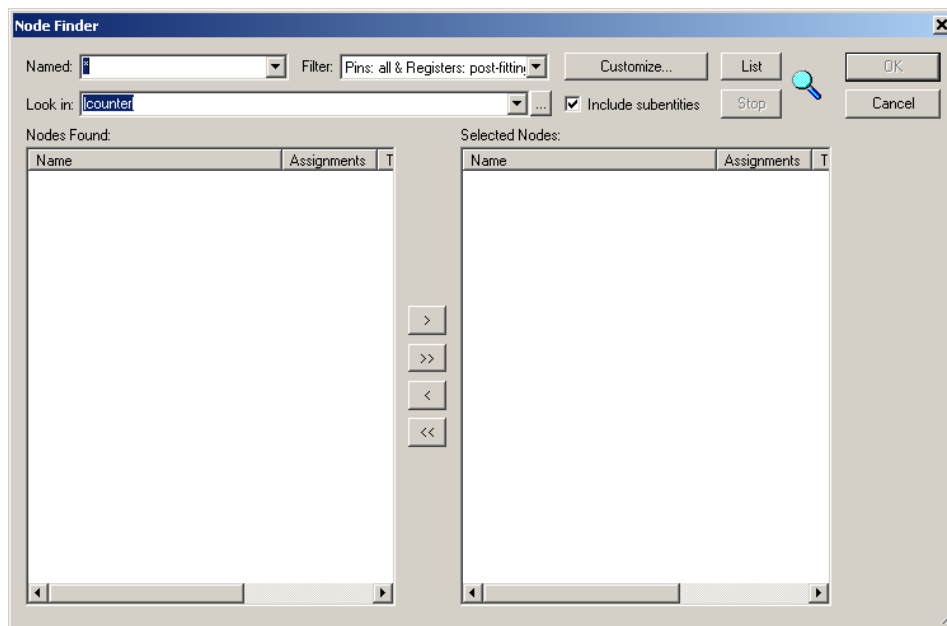 Node Finder
Named: * Filter: Pins: all & Registers: post-fitting Customize... List OK
Look in: |counter ... Include subentities Stop Cancel
Nodes Found: Selected Nodes:
Name Assignments T Name Assignments T
>
>>
<
<<